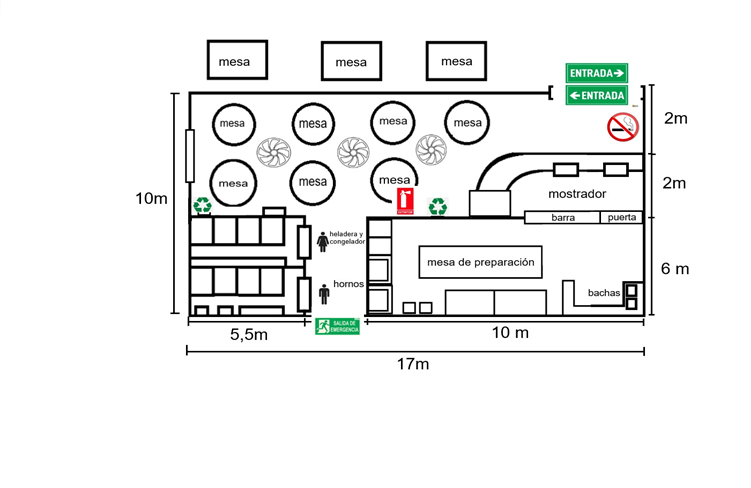 mesa
mesa
mesa
ENTRADA
ENTRADA
mesa
mesa
mesa
mesa
2m
mesa
mesa
mesa
mostrador
2m
10m
barra
puerta
heladera y
congelador
mesa de preparación
6 m
hornos
bachas
SALIDA DE
EMERGENCIA
5,5m
10 m
17m